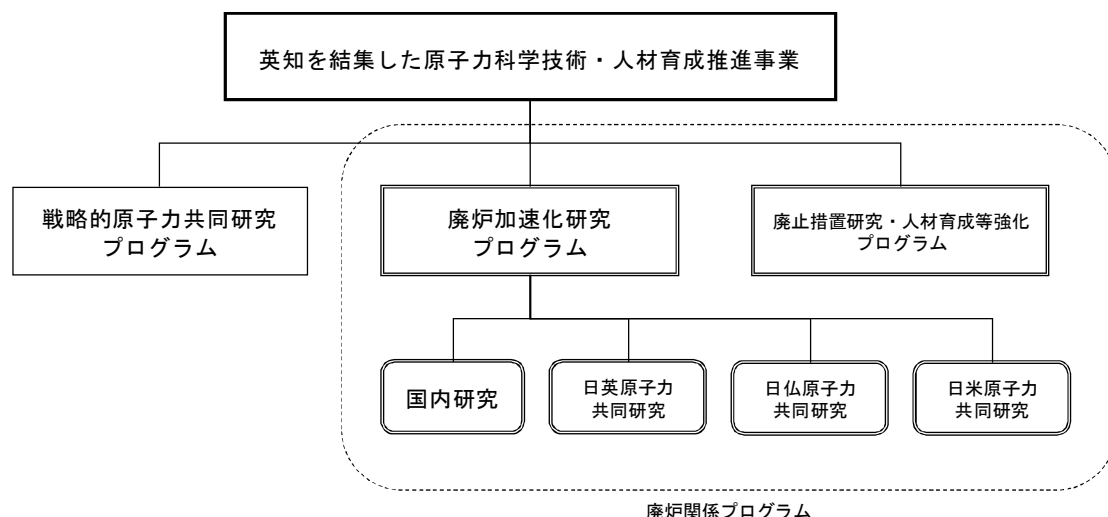 英知を結集した原子力科学技術・人材育成推進事業
戦略的原子力共同研究
プログラム
廃炉加速化研究
プログラム
廃止措置研究・人材育成等強化
プログラム
国内研究
日英原子力
共同研究
日仏原子力
共同研究
日米原子力
共同研究
廃炉関係プログラム